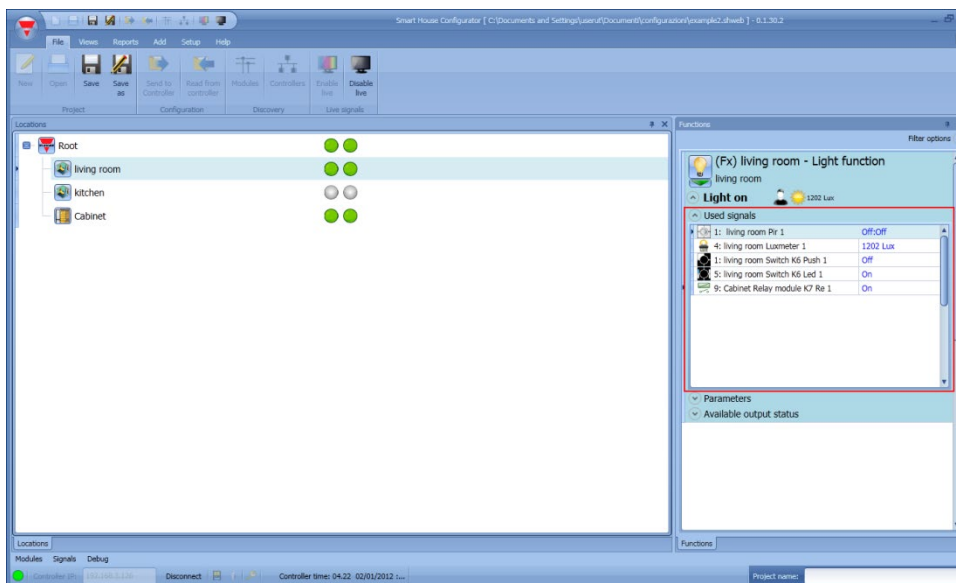 Smart House Configurator [ C:\Documents and Settings\userut\Documenti\configurazioni\example2.shweb ] - 0.1.30.2
File Views Reports Add Setup Help
New Open Save Save as Send to Controller Read from controller Modules Controllers Enable live Disable live
Project Configuration Discovery Live signals
Locations
Root
living room
kitchen
Cabinet
Functions
Filter options
(Fx) living room - Light function
living room
Light on 1202 Lux
Used signals
1: living room Pir 1 Off:Off
4: living room Luxmeter 1 1202 Lux
1: living room Switch K6 Push 1 Off
5: living room Switch K6 Led 1 On
9: Cabinet Relay module K7 Re 1 On
Parameters
Available output status
Locations
Functions
Modules Signals Debug
Controller IP: Disconnect Controller time: 04.22 02/01/2012 :...
Project name: